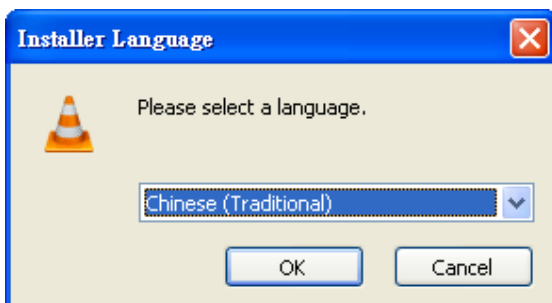 Installer Language
Please select a language.
Chinese (Traditional)
OK
Cancel